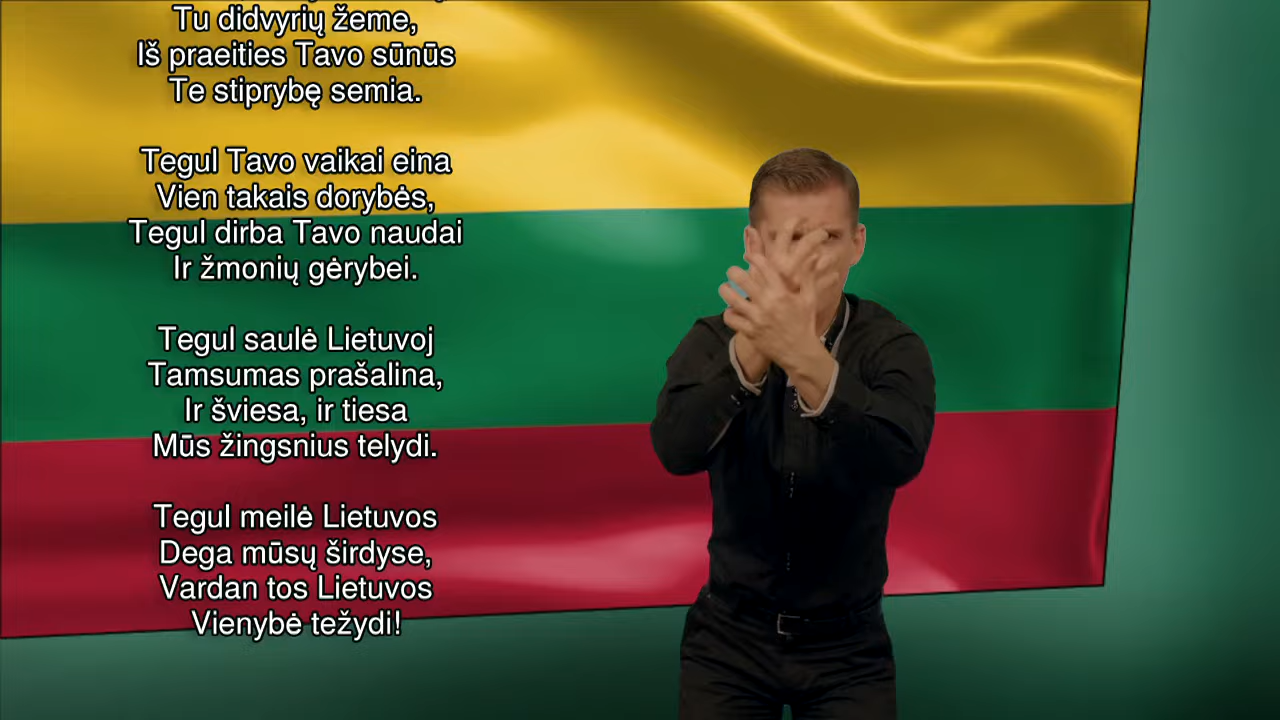 Tu didvyrių žeme,
Iš praeities Tavo sūnūs
Te stiprybę semia.
Tegul Tavo vaikai eina
Vien takais dorybės,
Tegul dirba Tavo naudai
Ir žmonių gėrybei.
Tegul saulė Lietuvoj
Tamsumas prašalina,
Ir šviesa, ir tiesa
Mūs žingsnius telydi.
Tegul meilė Lietuvos
Dega mūsų širdyse,
Vardan tos Lietuvos
Vienybė težydi!